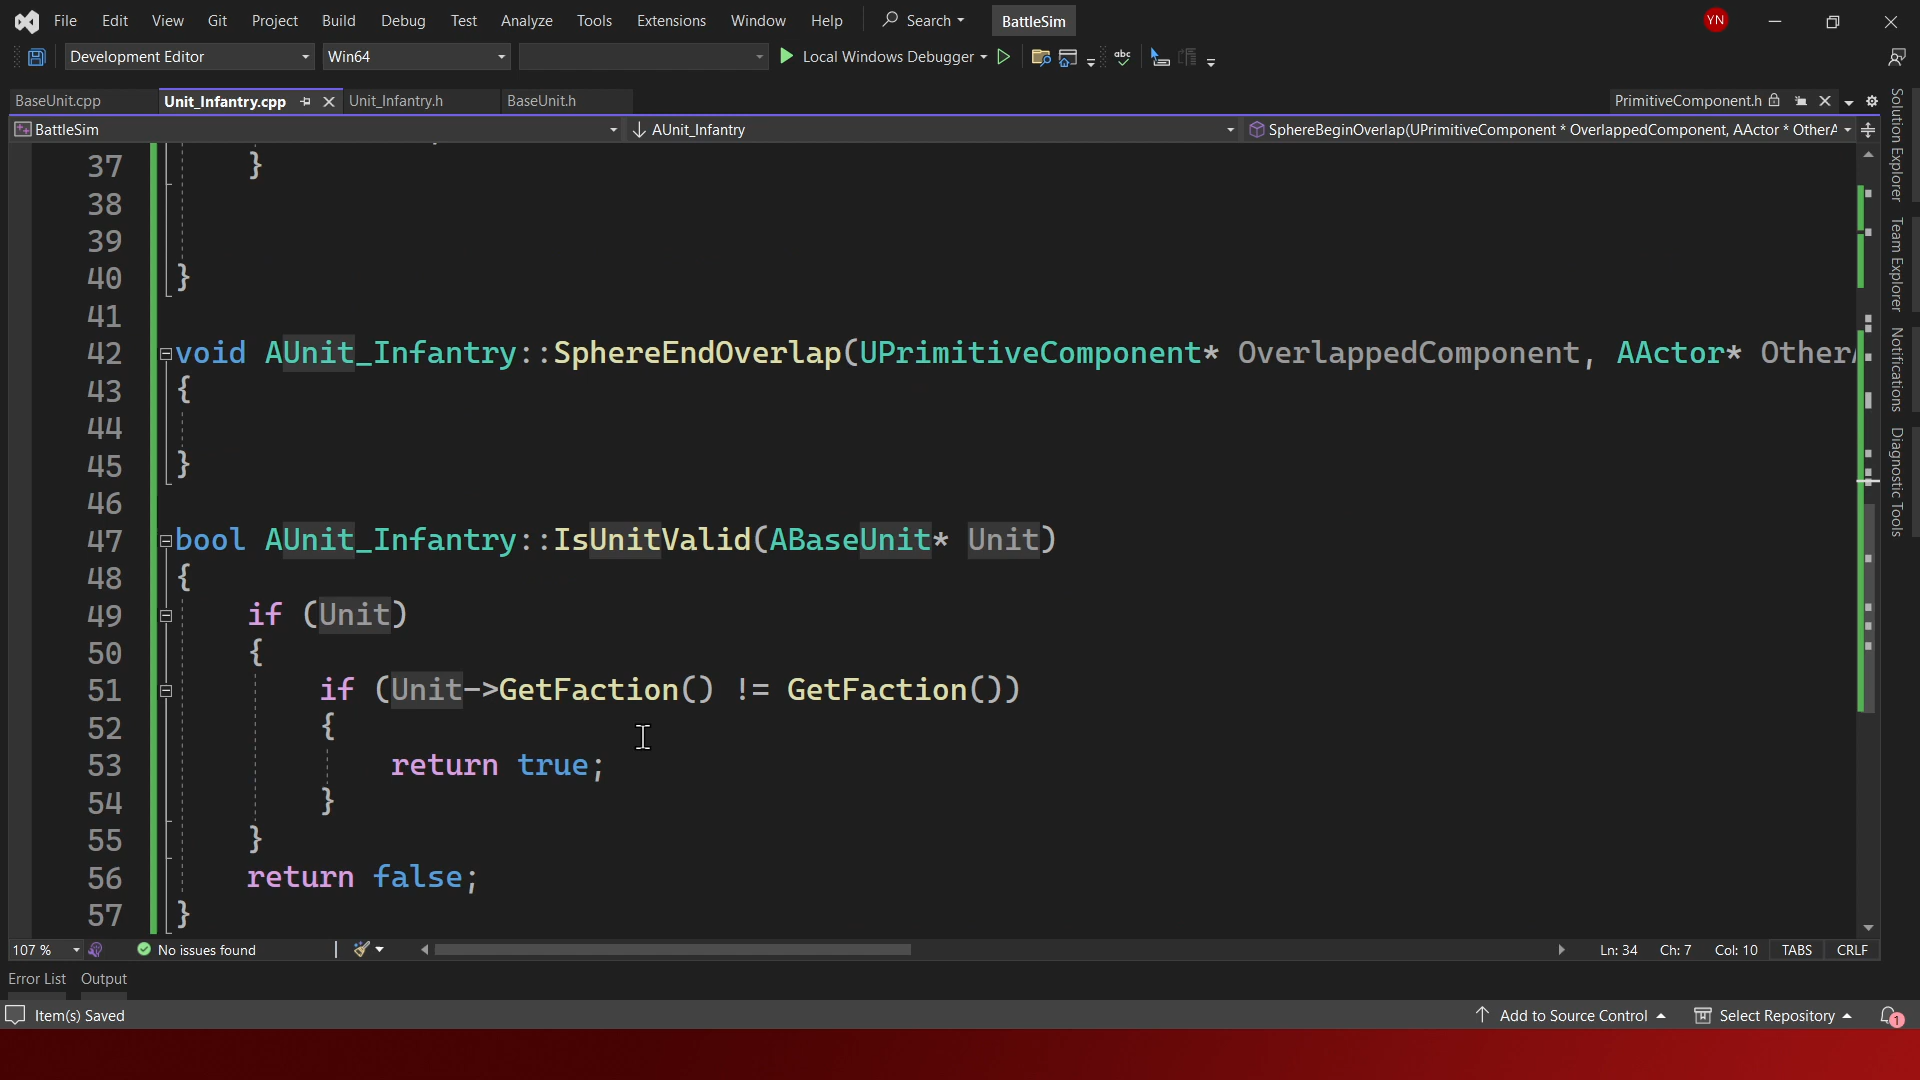 File Edit View Git Project Build Debug Test Analyze Tools Extensions Window Help Search BattleSim YN
Development Editor Win64 Local Windows Debugger
BaseUnit.cpp Unit_Infantry.cpp Unit_Infantry.h BaseUnit.h PrimitiveComponent.h
BattleSim AUnit_Infantry SphereBeginOverlap(UPrimitiveComponent * OverlappedComponent, AActor * OtherA
37 }
38
39
40 }
41
42 void AUnit_Infantry::SphereEndOverlap(UPrimitiveComponent* OverlappedComponent, AActor* OtherA
43 {
44
45 }
46
47 bool AUnit_Infantry::IsUnitValid(ABaseUnit* Unit)
48 {
49 if (Unit)
50 {
51 if (Unit->GetFaction() != GetFaction())
52 {
53 return true;
54 }
55 }
56 return false;
57 }
107 % No issues found Ln: 34 Ch: 7 Col: 10 TABS CRLF
Error List Output
Item(s) Saved Add to Source Control Select Repository 1
Solution Explorer
Team Explorer
Notifications
Diagnostic Tools